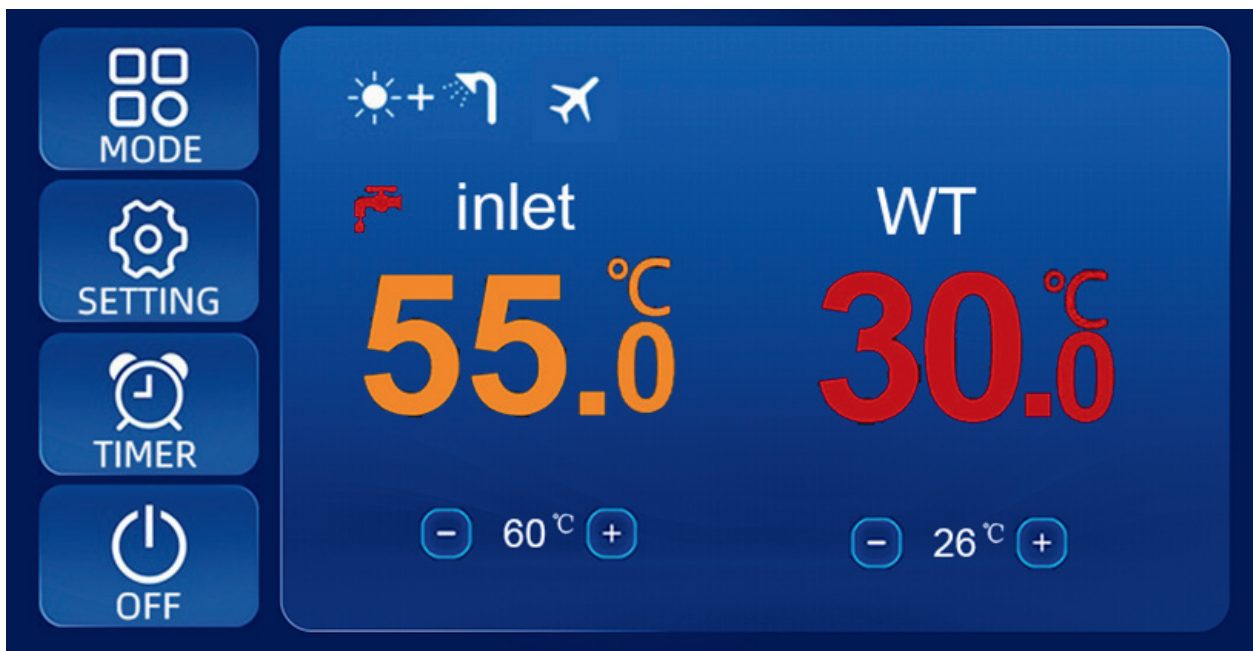 MODE
SETTING
TIMER
OFF
inlet
55.0℃
60℃
WT
30.0℃
26℃